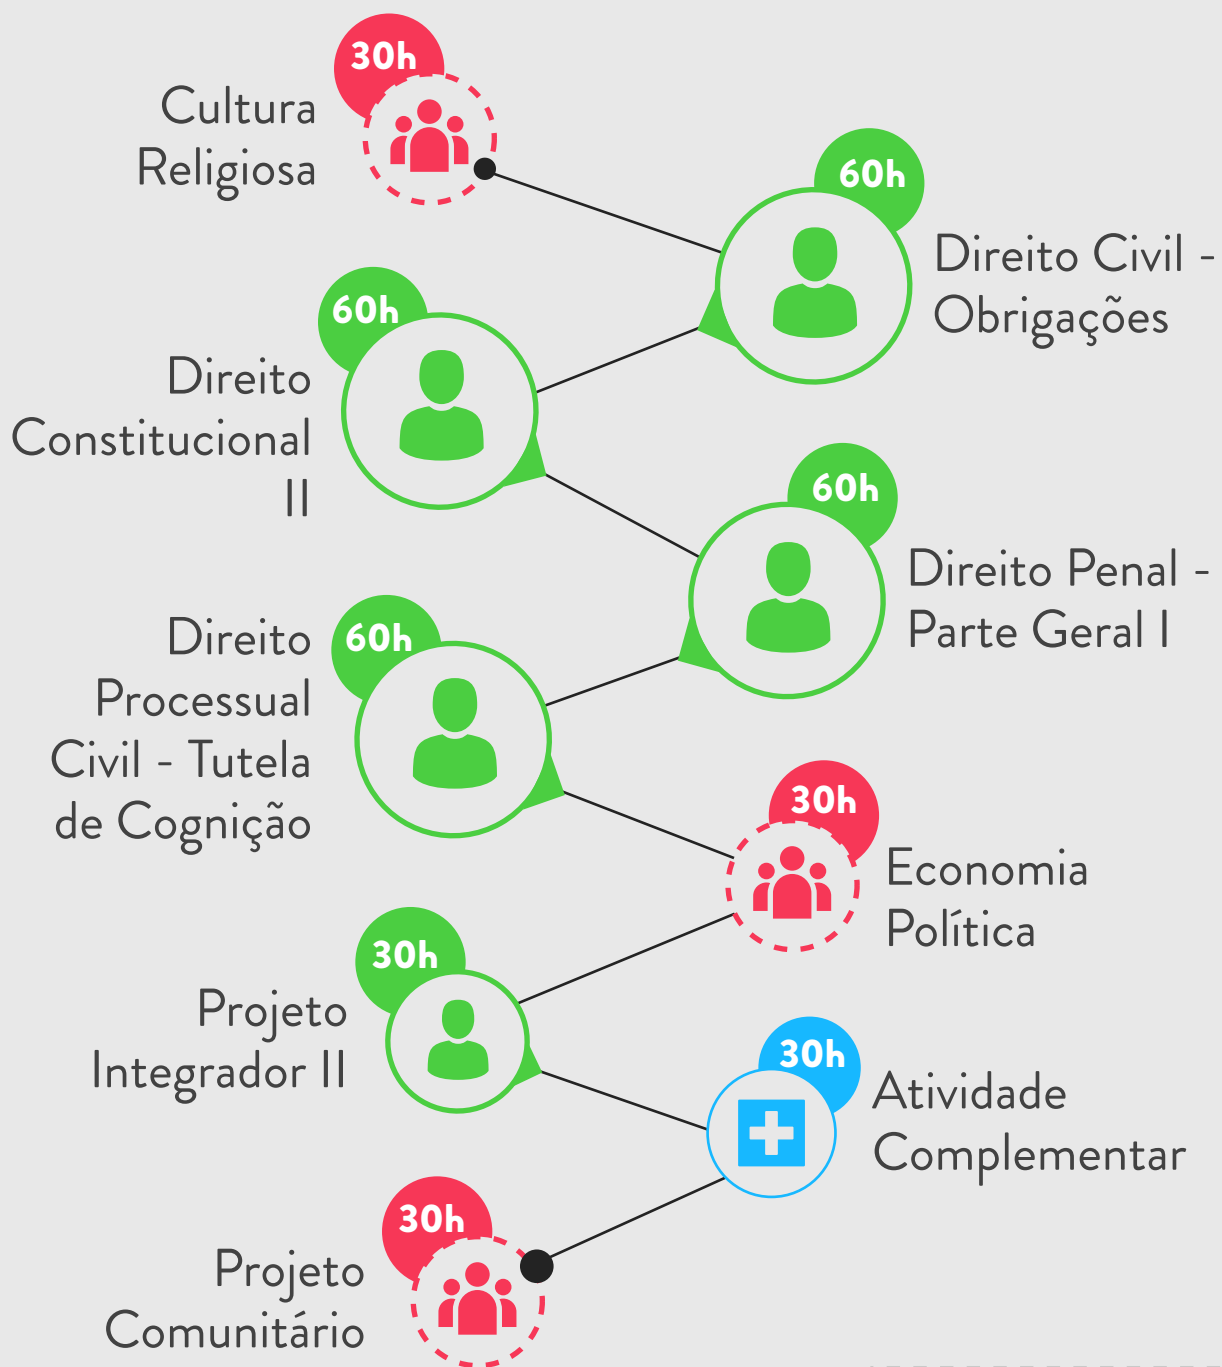 30h
Cultura
Religiosa
60h
Direito Civil -
Obrigações
60h
Direito
Constitucional
II
60h
Direito Penal -
Parte Geral I
60h
Direito
Processual
Civil - Tutela
de Cognição
30h
Economia
Política
30h
Projeto
Integrador II
30h
Atividade
Complementar
30h
Projeto
Comunitário